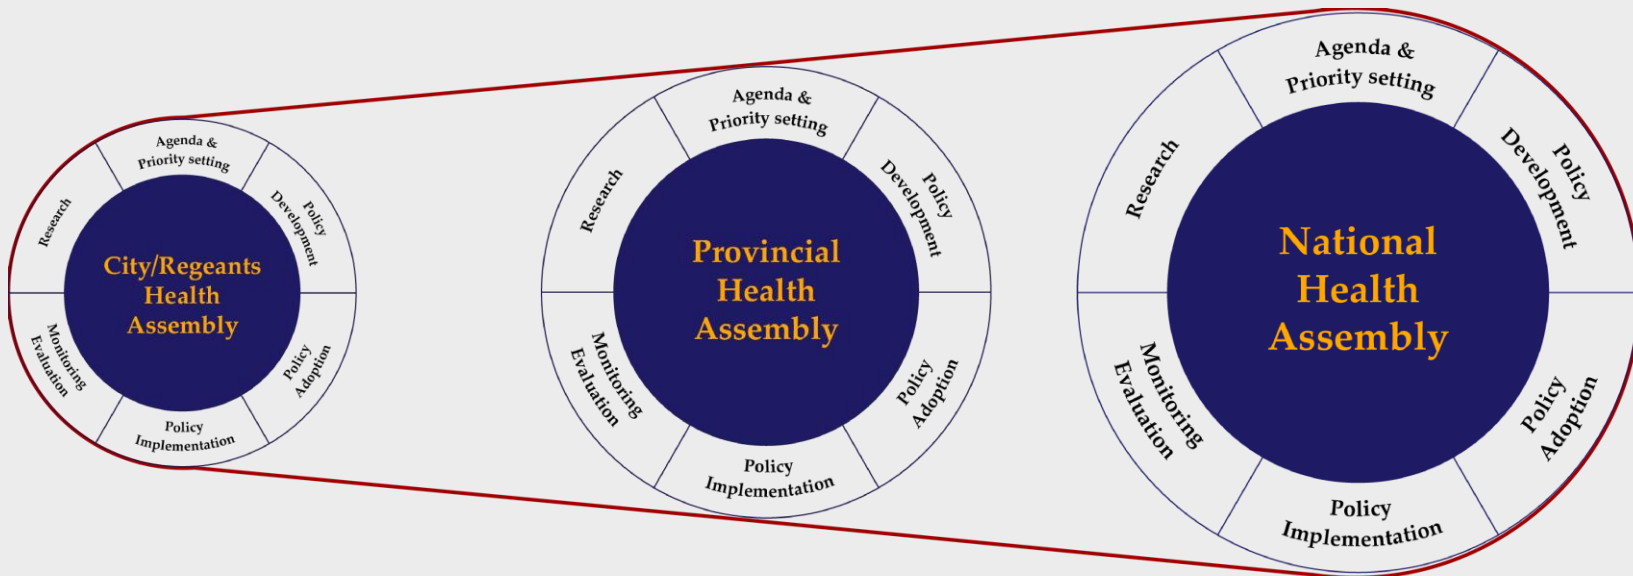 Agenda &
Priority setting
Policy
Development
Policy
Adoption
Policy
Implementation
Monitoring
Evaluation
Research
City/Regeants
Health
Assembly
Agenda &
Priority setting
Policy
Development
Policy
Adoption
Policy
Implementation
Monitoring
Evaluation
Research
Provincial
Health
Assembly
Agenda &
Priority setting
Policy
Development
Policy
Adoption
Policy
Implementation
Monitoring
Evaluation
Research
National
Health
Assembly